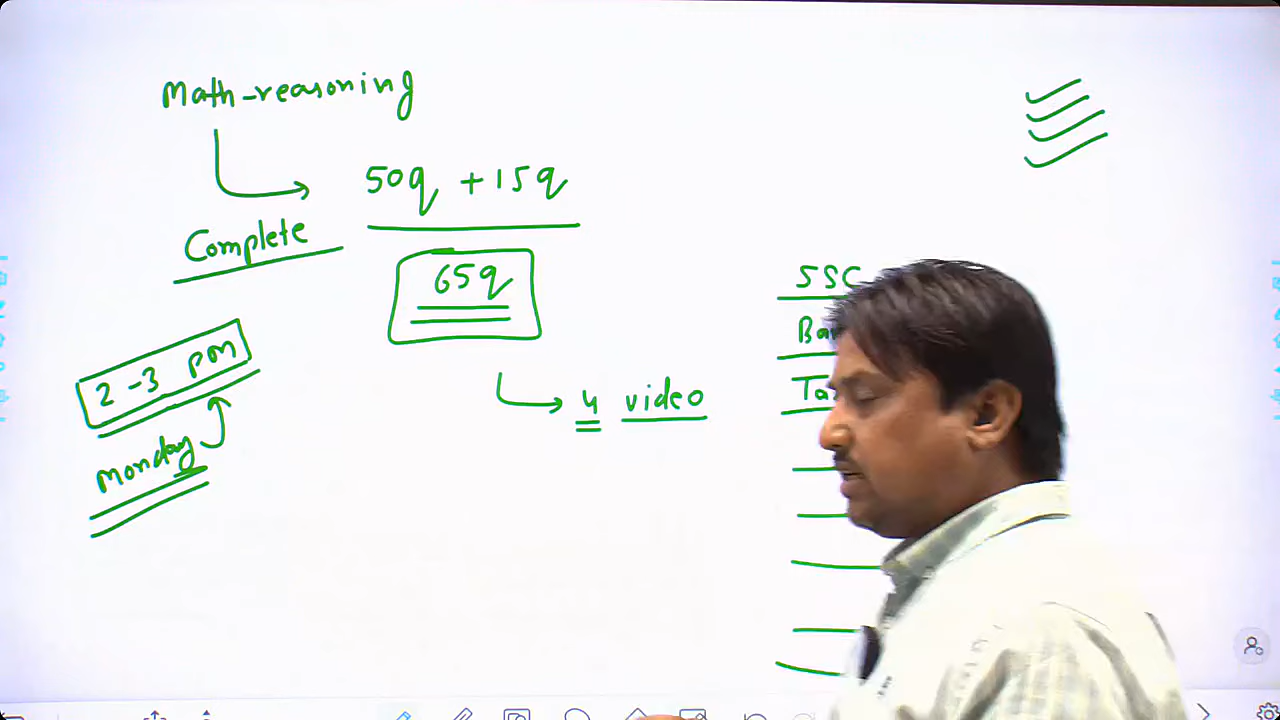 Math-reasoning
50q + 15q
Complete
65q
2-3 pm
monday
4 video
SSC